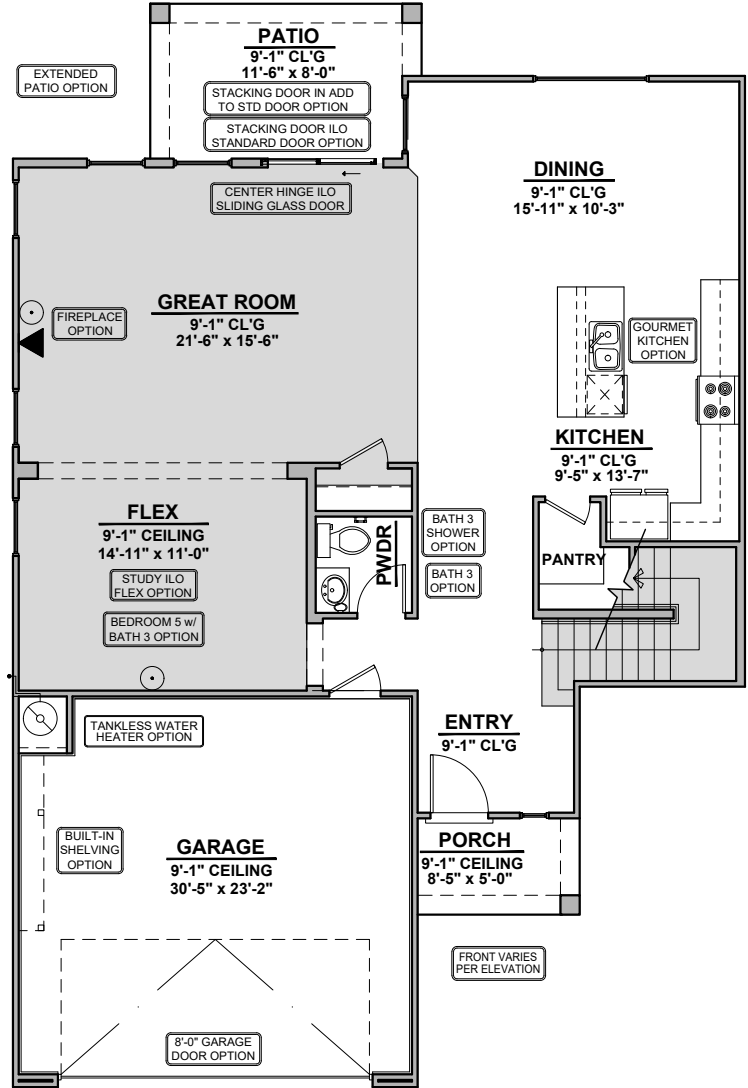 PATIO
9'-1" CL'G
11'-6" x 8'-0"
EXTENDED
PATIO OPTION
STACKING DOOR IN ADD
TO STD DOOR OPTION
STACKING DOOR ILO
STANDARD DOOR OPTION
CENTER HINGE ILO
SLIDING GLASS DOOR
DINING
9'-1" CL'G
15'-11" x 10'-3"
GREAT ROOM
9'-1" CL'G
21'-6" x 15'-6"
FIREPLACE
OPTION
GOURMET
KITCHEN
OPTION
KITCHEN
9'-1" CL'G
9'-5" x 13'-7"
FLEX
9'-1" CEILING
14'-11" x 11'-0"
STUDY ILO
FLEX OPTION
BEDROOM 5 w/
BATH 3 OPTION
PWDR
BATH 3
SHOWER
OPTION
BATH 3
OPTION
PANTRY
TANKLESS WATER
HEATER OPTION
ENTRY
9'-1" CL'G
BUILT-IN
SHELVING
OPTION
GARAGE
9'-1" CEILING
30'-5" x 23'-2"
PORCH
9'-1" CEILING
8'-5" x 5'-0"
FRONT VARIES
PER ELEVATION
8'-0" GARAGE
DOOR OPTION